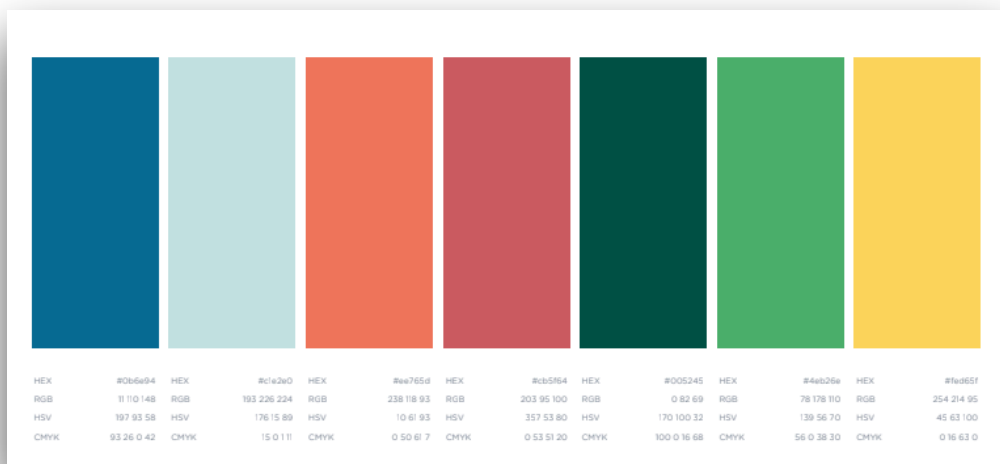 HEX #0b6e94 HEX #c1e2e0 HEX #ee765d HEX #cb5f64 HEX #005245 HEX #4eb26e HEX #fed65f
RGB 11 110 148 RGB 193 226 224 RGB 238 118 93 RGB 203 95 100 RGB 0 82 69 RGB 78 178 110 RGB 254 214 95
HSV 197 93 58 HSV 176 15 89 HSV 10 61 93 HSV 357 53 80 HSV 170 100 32 HSV 139 56 70 HSV 45 63 100
CMYK 93 26 0 42 CMYK 15 0 1 11 CMYK 0 50 61 7 CMYK 0 53 51 20 CMYK 100 0 16 68 CMYK 56 0 38 30 CMYK 0 16 63 0